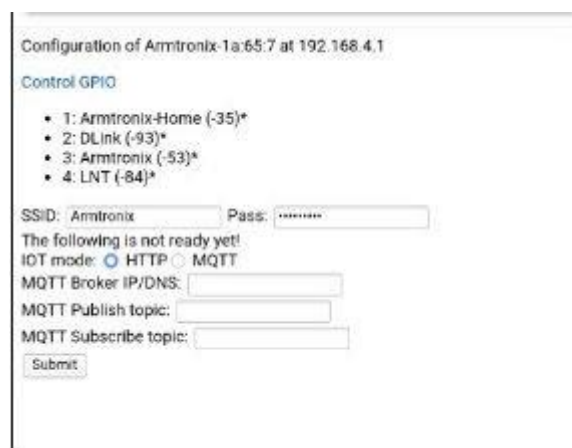 Configuration of Armtronix-1a:65:7 at 192.168.4.1
Control GPIO
1: Armtronix-Home (-35)*
2: DLink (-93)*
3: Armtronix (-53)*
4: LNT (-84)*
SSID: Armtronix Pass: •••••••••
The following is not ready yet!
IOT mode: HTTP MQTT
MQTT Broker IP/DNS:
MQTT Publish topic:
MQTT Subscribe topic:
Submit